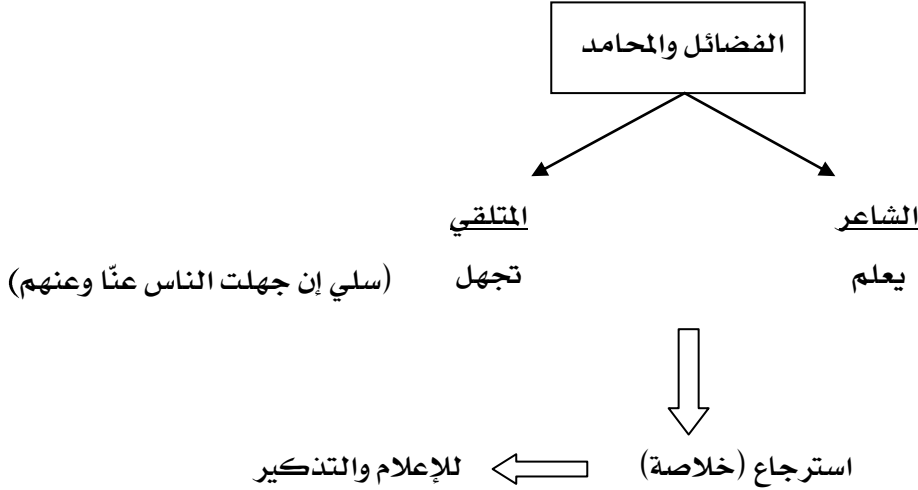 الفضائل والمحامد
الشاعر المتلقي
يعلم تجهل (سلي إن جهلت الناس عنّا وعنهم)
استرجاع (خلاصة) للإعلام والتذكير